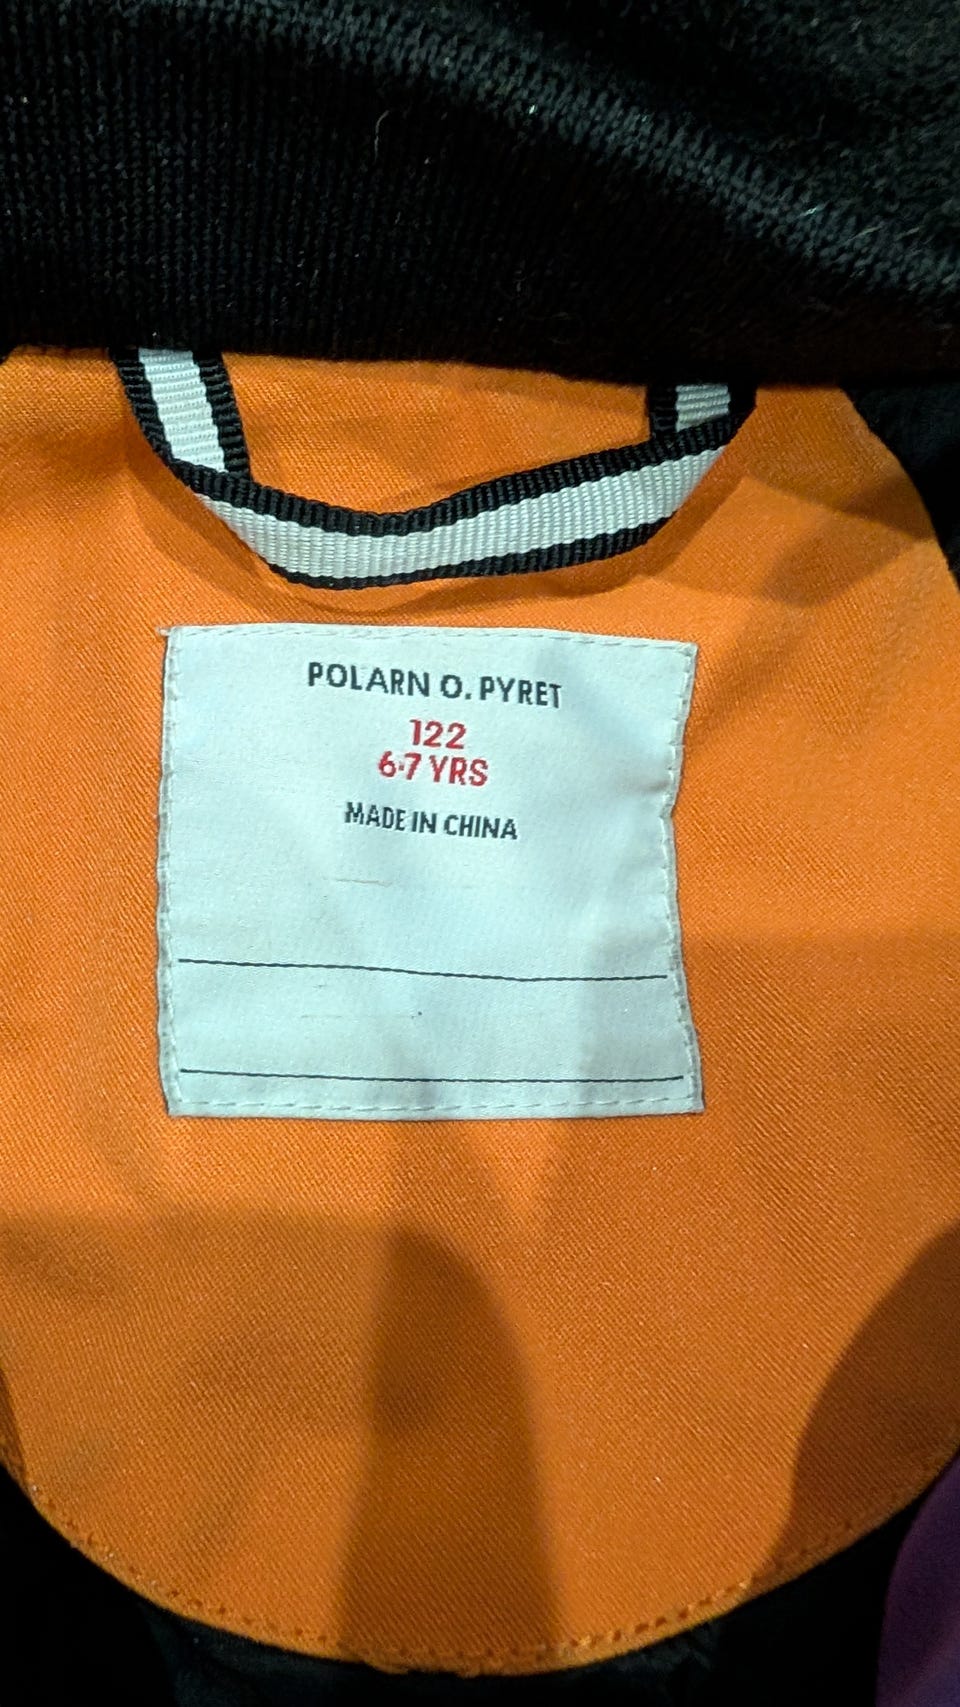 POLARN O. PYRET
122
6-7 YRS
MADE IN CHINA